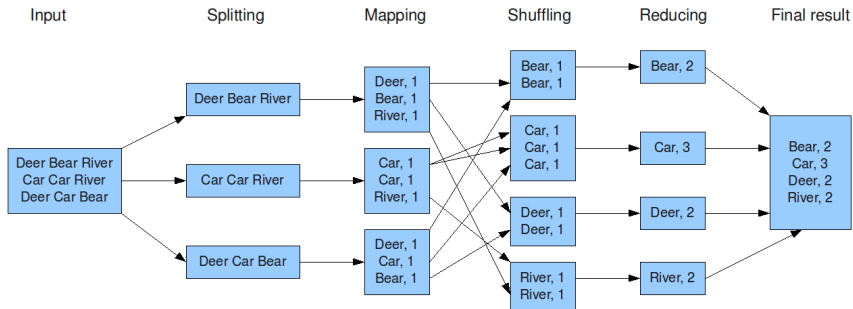 Input
Splitting
Mapping
Shuffling
Reducing
Final result
Deer Bear River
Car Car River
Deer Car Bear
Deer Bear River
Car Car River
Deer Car Bear
Deer, 1
Bear, 1
River, 1
Car, 1
Car, 1
River, 1
Deer, 1
Car, 1
Bear, 1
Bear, 1
Bear, 1
Car, 1
Car, 1
Car, 1
Deer, 1
Deer, 1
River, 1
River, 1
Bear, 2
Car, 3
Deer, 2
River, 2
Bear, 2
Car, 3
Deer, 2
River, 2